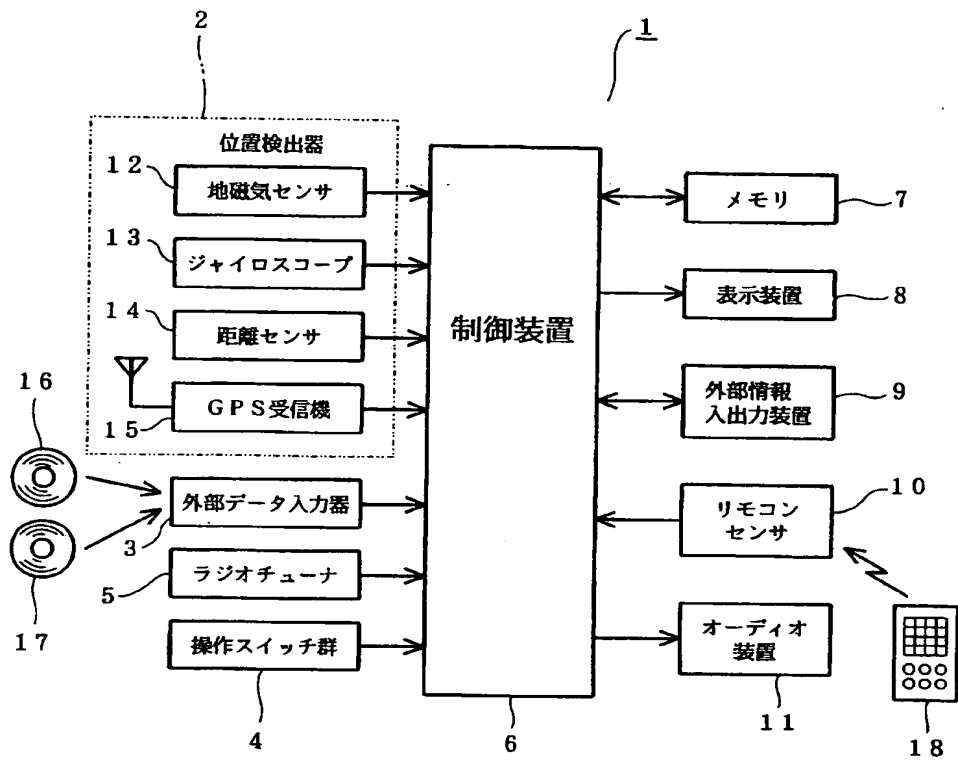 2
1
位置検出器
12
地磁気センサ
13
ジャイロスコープ
14
距離センサ
15
GPS受信機
16
17
外部データ入力器
3
ラジオチューナ
5
操作スイッチ群
4
制御装置
6
メモリ
7
表示装置
8
外部情報
入出力装置
9
リモコン
センサ
10
オーディオ
装置
11
18